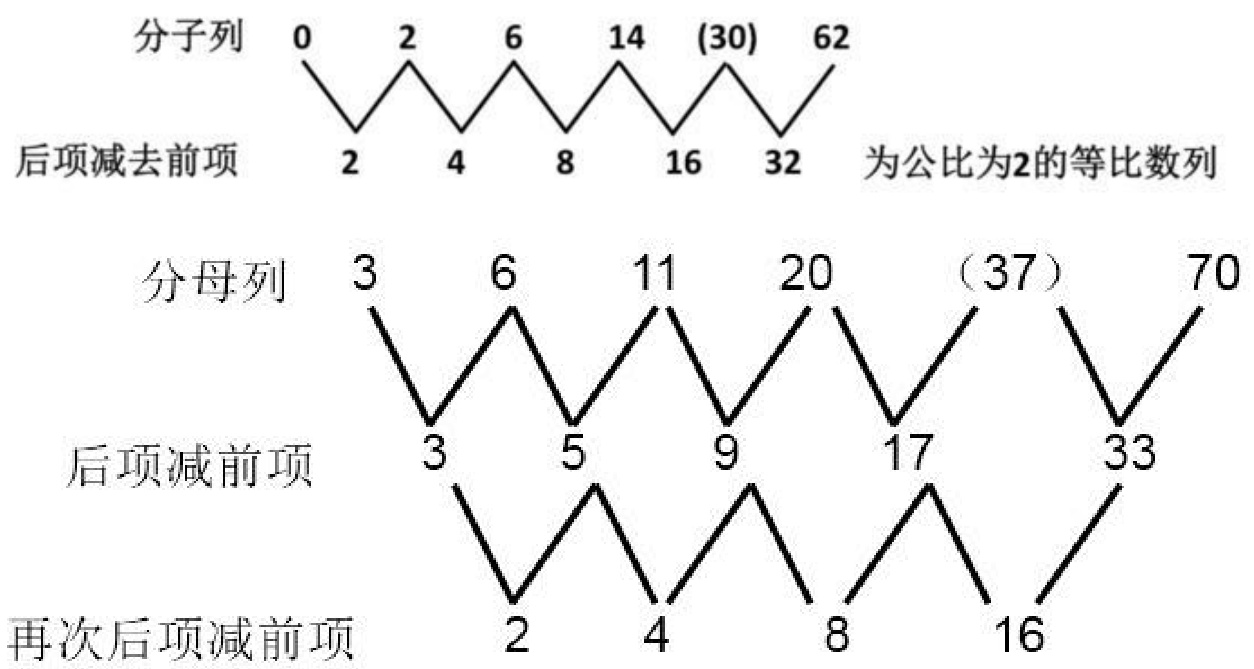 分子列 0 2 6 14 (30) 62
后项减去前项 2 4 8 16 32 为公比为2的等比数列
分母列 3 6 11 20 （37） 70
后项减前项 3 5 9 17 33
再次后项减前项 2 4 8 16